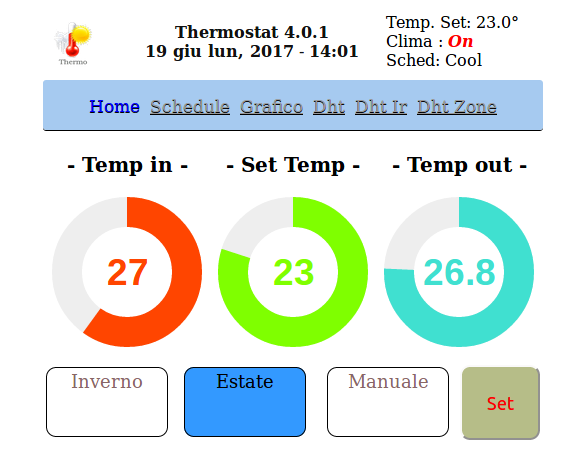 Thermo
Thermostat 4.0.1
19 giu lun, 2017 - 14:01
Temp. Set: 23.0°
Clima : On
Sched: Cool
Home Schedule Grafico Dht Dht Ir Dht Zone
- Temp in - - Set Temp - - Temp out -
27 23 26.8
Inverno Estate Manuale Set